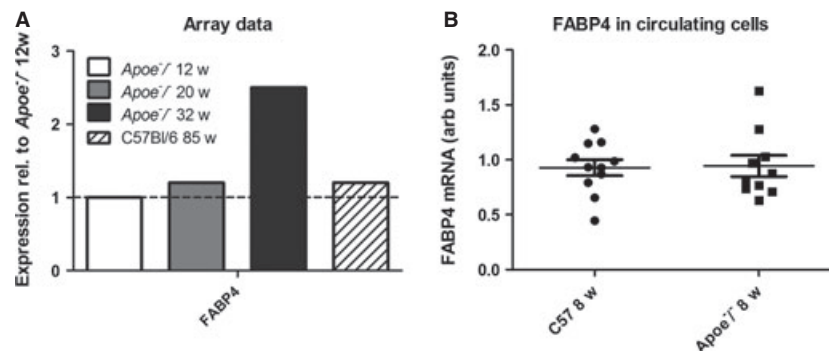 A
Array data
Expression rel. to Apoe-/- 12w
3
2
1
0
Apoe-/- 12 w
Apoe-/- 20 w
Apoe-/- 32 w
C57Bl/6 85 w
FABP4
B
FABP4 in circulating cells
FABP4 mRNA (arb units)
2.0
1.5
1.0
0.5
0.0
C57 8 w
Apoe-/- 8 w